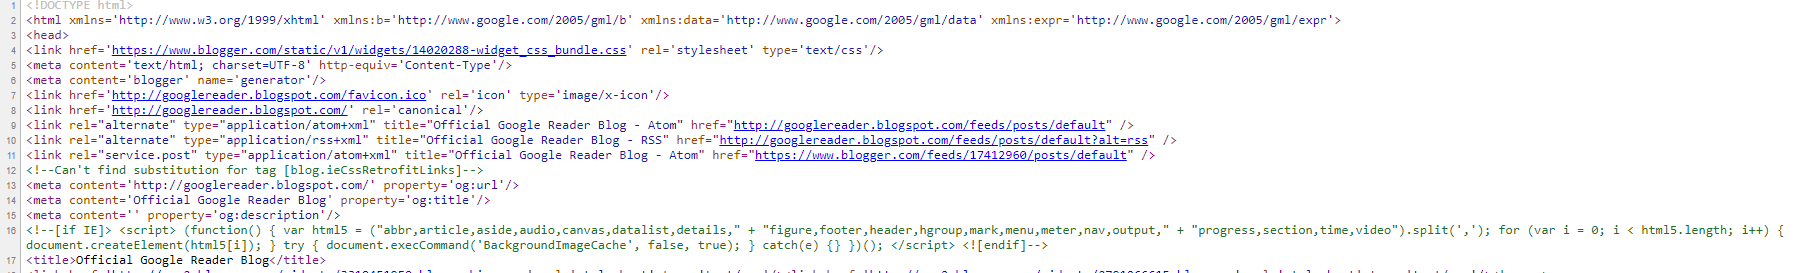 1 <!DOCTYPE html>
2 <html xmlns='http://www.w3.org/1999/xhtml' xmlns:b='http://www.google.com/2005/gml/b' xmlns:data='http://www.google.com/2005/gml/data' xmlns:expr='http://www.google.com/2005/gml/expr'>
3 <head>
4 <link href='https://www.blogger.com/static/v1/widgets/14020288-widget_css_bundle.css' rel='stylesheet' type='text/css'/>
5 <meta content='text/html; charset=UTF-8' http-equiv='Content-Type'/>
6 <meta content='blogger' name='generator'/>
7 <link href='http://googlereader.blogspot.com/favicon.ico' rel='icon' type='image/x-icon'/>
8 <link href='http://googlereader.blogspot.com/' rel='canonical'/>
9 <link rel="alternate" type="application/atom+xml" title="Official Google Reader Blog - Atom" href="http://googlereader.blogspot.com/feeds/posts/default" />
10 <link rel="alternate" type="application/rss+xml" title="Official Google Reader Blog - RSS" href="http://googlereader.blogspot.com/feeds/posts/default?alt=rss" />
11 <link rel="service.post" type="application/atom+xml" title="Official Google Reader Blog - Atom" href="https://www.blogger.com/feeds/17412960/posts/default" />
12 <!--Can't find substitution for tag [blog.ieCssRetrofitLinks]-->
13 <meta content='http://googlereader.blogspot.com/' property='og:url'/>
14 <meta content='Official Google Reader Blog' property='og:title'/>
15 <meta content='' property='og:description'/>
16 <!--[if IE]> <script> (function() { var html5 = ("abbr,article,aside,audio,canvas,datalist,details," + "figure,footer,header,hgroup,mark,menu,meter,nav,output," + "progress,section,time,video").split(','); for (var i = 0; i < html5.length; i++) {
document.createElement(html5[i]); } try { document.execCommand('BackgroundImageCache', false, true); } catch(e) {} })(); </script> <![endif]-->
17 <title>Official Google Reader Blog</title>